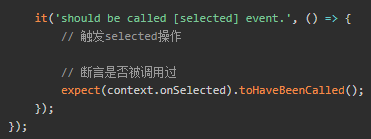 it('should be called [selected] event.', () => {
// 触发selected操作
// 断言是否被调用过
expect(context.onSelected).toHaveBeenCalled();
});
});